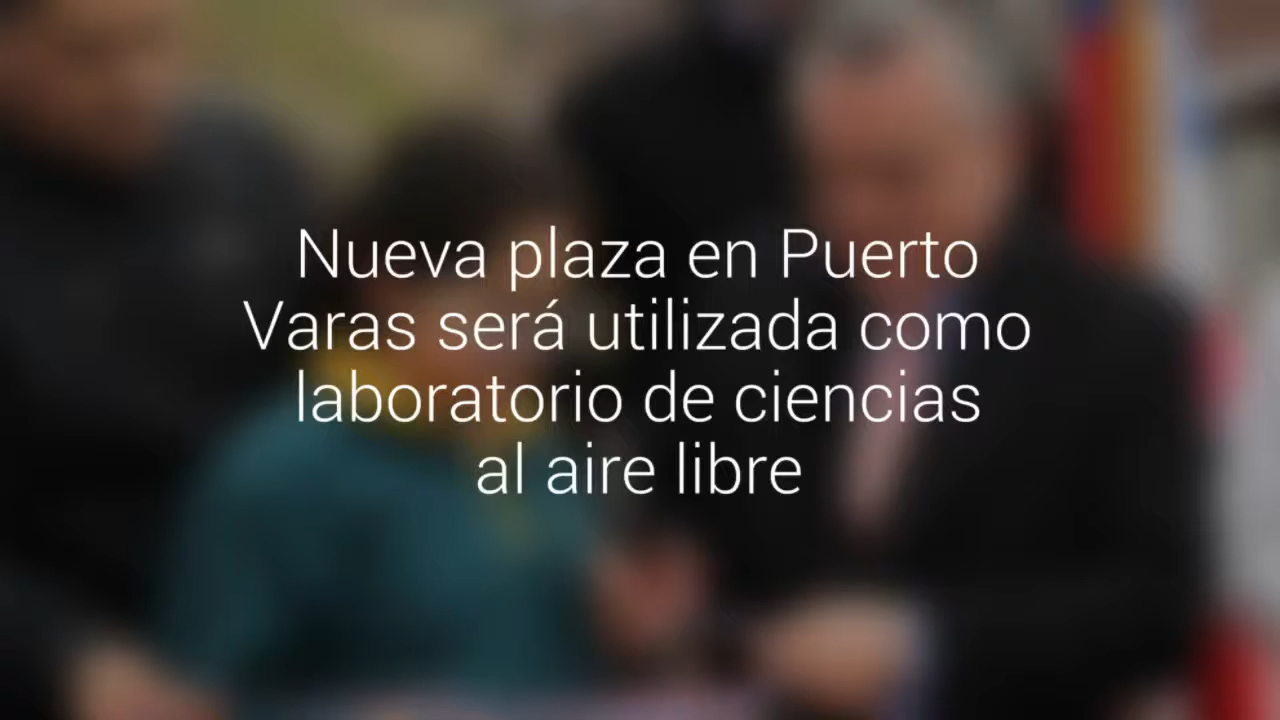 Nueva plaza en Puerto
Varas será utilizada como
laboratorio de ciencias
al aire libre